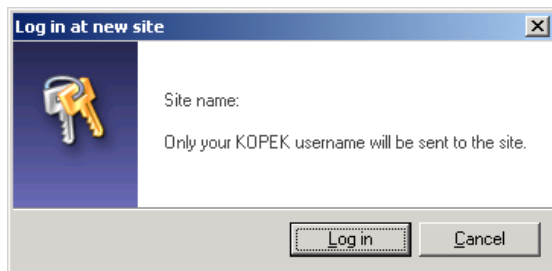 Log in at new site
Site name:
Only your KOPEK username will be sent to the site.
Log in
Cancel